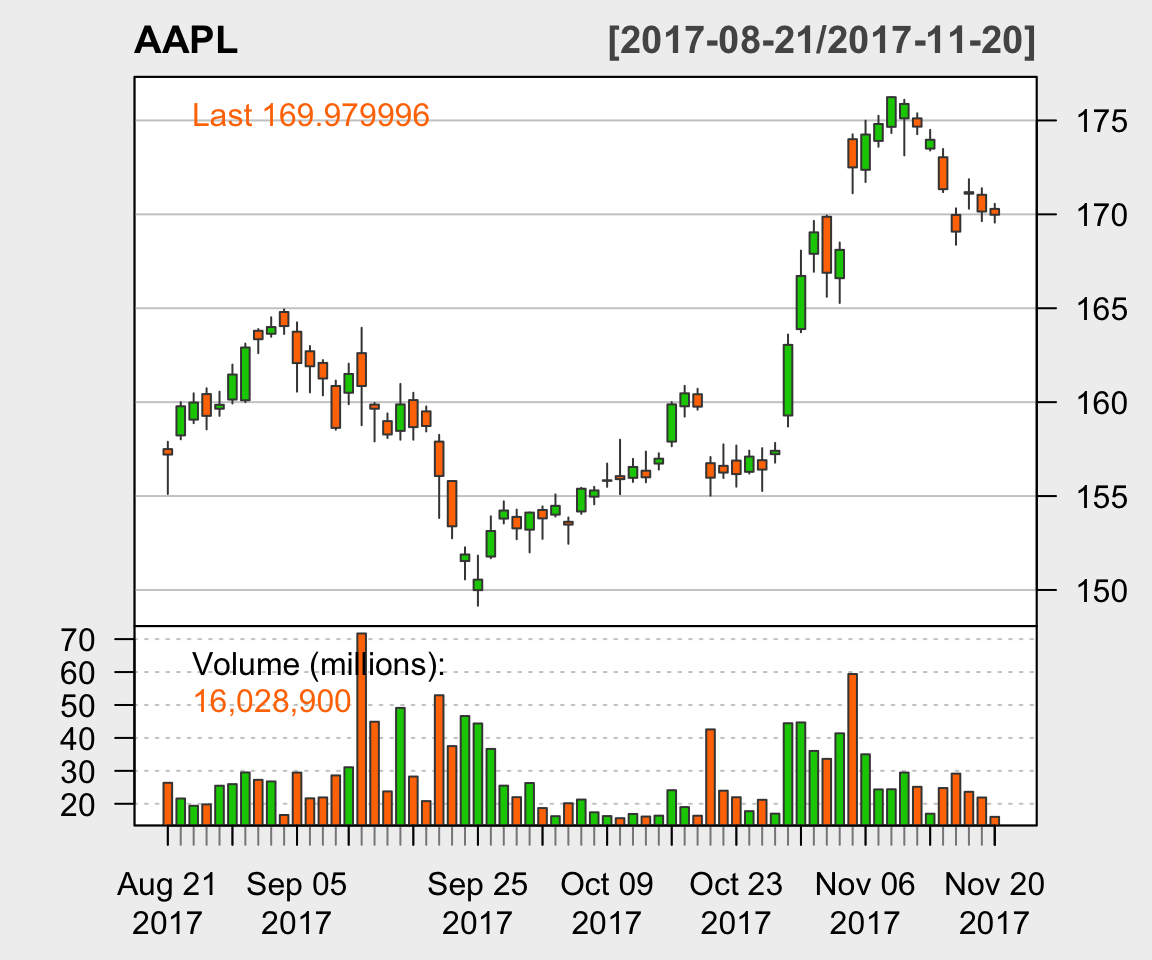 AAPL [2017-08-21/2017-11-20]
Last 169.979996
175
170
165
160
155
150
70
60
50
40
30
20
Volume (millions):
16,028,900
Aug 21 Sep 05 Sep 25 Oct 09 Oct 23 Nov 06 Nov 20
2017 2017 2017 2017 2017 2017 2017